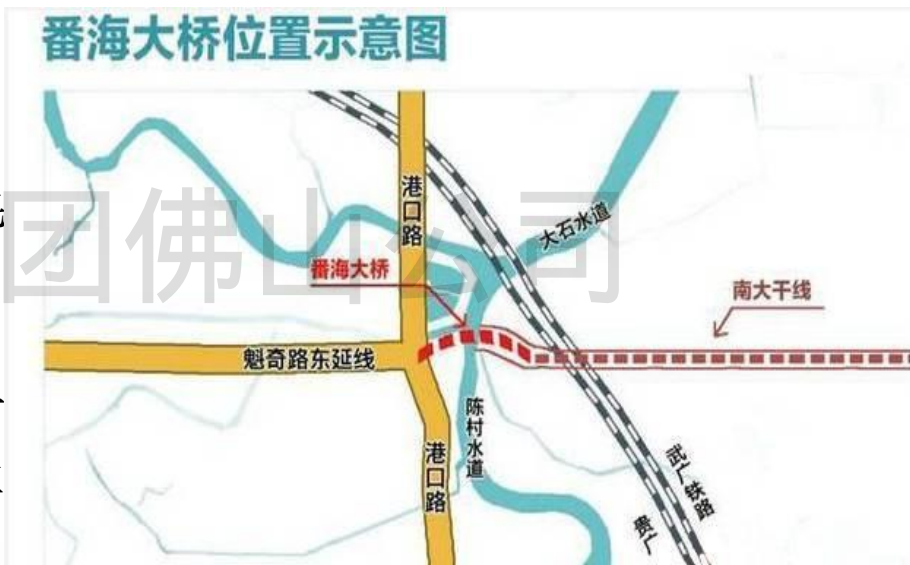 番海大桥位置示意图
团佛山公司
港口路
大石水道
番海大桥
南大干线
魁奇路东延线
陈村水道
港口路
武广铁路
贵广